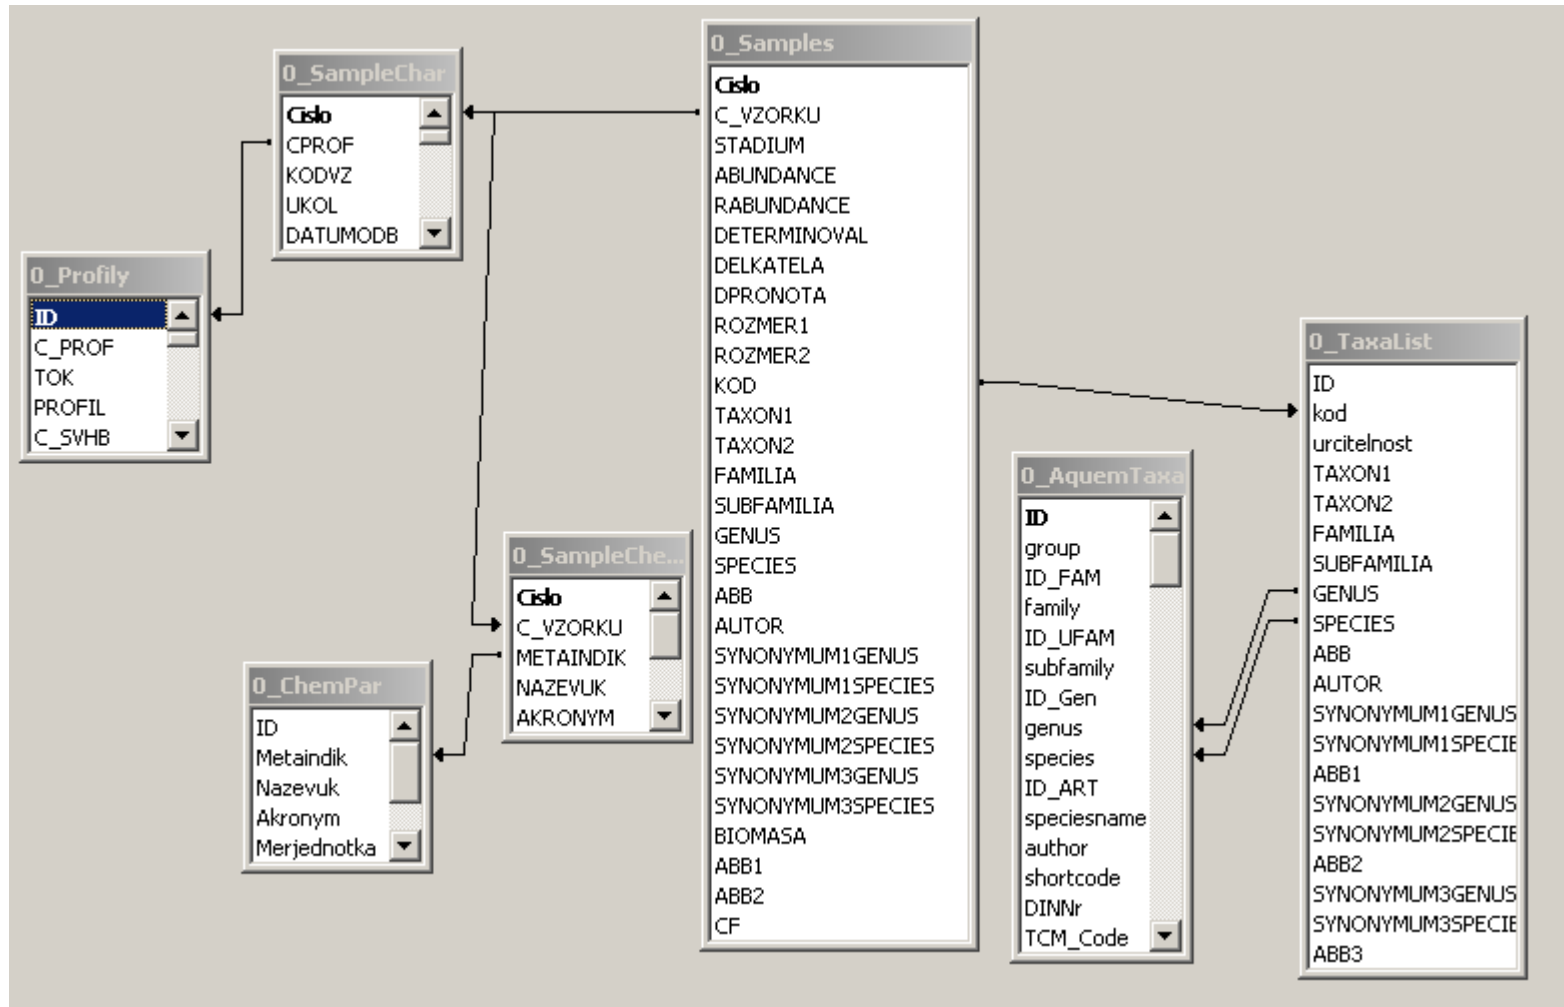 0_SampleChar
Cislo
CPROF
KODVZ
UKOL
DATUMODB
0_Profily
ID
C_PROF
TOK
PROFIL
C_SVHB
0_Samples
Cislo
C_VZORKU
STADIUM
ABUNDANCE
RABUNDANCE
DETERMINOVAL
DELKATELA
DPRONOTA
ROZMER1
ROZMER2
KOD
TAXON1
TAXON2
FAMILIA
SUBFAMILIA
GENUS
SPECIES
ABB
AUTOR
SYNONYMUM1GENUS
SYNONYMUM1SPECIES
SYNONYMUM2GENUS
SYNONYMUM2SPECIES
SYNONYMUM3GENUS
SYNONYMUM3SPECIES
BIOMASA
ABB1
ABB2
CF
0_SampleChe...
Cislo
C_VZORKU
METAINDIK
NAZEVUK
AKRONYM
0_ChemPar
ID
Metaindik
Nazevuk
Akronym
Merjednotka
0_AquemTaxa
ID
group
ID_FAM
family
ID_UFAM
subfamily
ID_Gen
genus
species
ID_ART
speciesname
author
shortcode
DINNr
TCM_Code
0_TaxaList
ID
kod
urcitelnost
TAXON1
TAXON2
FAMILIA
SUBFAMILIA
GENUS
SPECIES
ABB
AUTOR
SYNONYMUM1GENUS
SYNONYMUM1SPECIE
ABB1
SYNONYMUM2GENUS
SYNONYMUM2SPECIE
ABB2
SYNONYMUM3GENUS
SYNONYMUM3SPECIE
ABB3